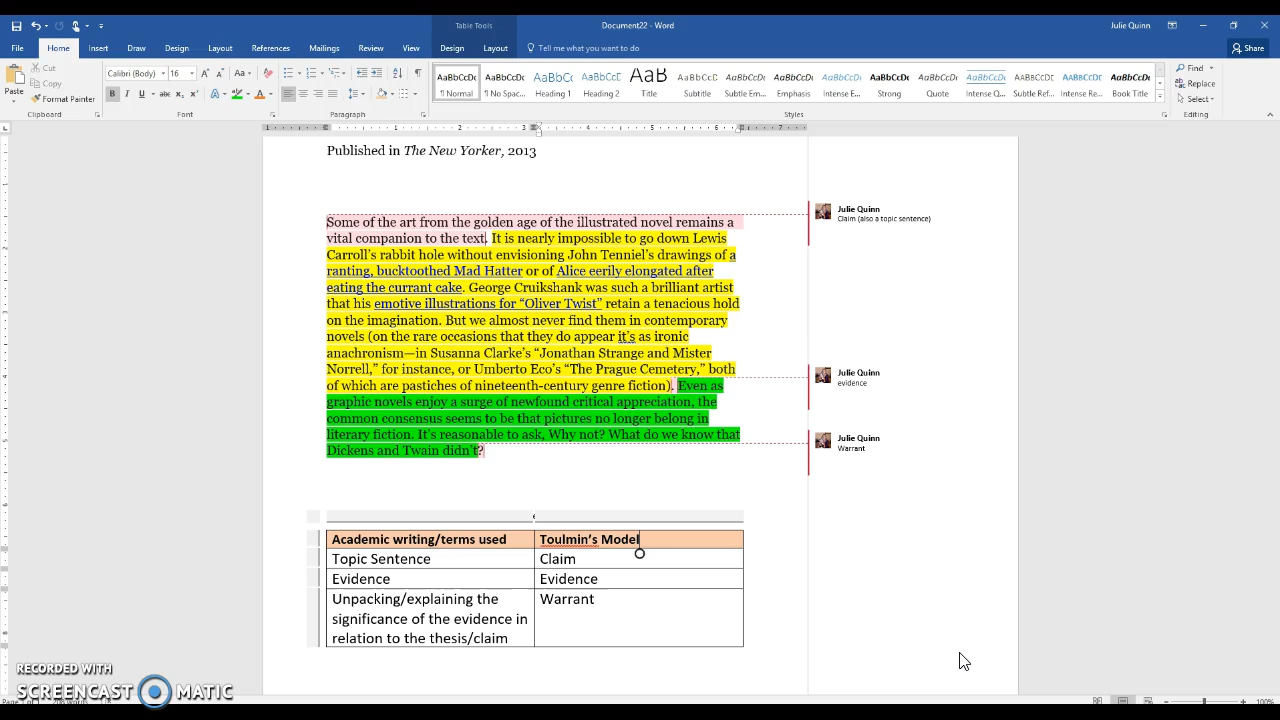 Table Tools
Document22 - Word
Julie Quinn
File Home Insert Draw Design Layout References Mailings Review View Design Layout Tell me what you want to do
Share
Paste
Cut
Copy
Format Painter
Calibri (Body) 16
AaBbCcDc AaBbCcDc AaBbCc AaBbCcC AaB AaBbCcD AaBbCcDc AaBbCcDc AaBbCcDc AaBbCcDc AaBbCcDc AaBbCcDc AaBbCcDc AaBbCcDc AaBbCcDc
¶ Normal ¶ No Spac... Heading 1 Heading 2 Title Subtitle Subtle Em... Emphasis Intense E... Strong Quote Intense Q... Subtle Ref... Intense Re... Book Title
Find
Replace
Select
Clipboard Font Paragraph Styles Editing
Published in The New Yorker, 2013
Some of the art from the golden age of the illustrated novel remains a
vital companion to the text. It is nearly impossible to go down Lewis
Carroll’s rabbit hole without envisioning John Tenniel’s drawings of a
ranting, bucktoothed Mad Hatter or of Alice eerily elongated after
eating the currant cake. George Cruikshank was such a brilliant artist
that his emotive illustrations for “Oliver Twist” retain a tenacious hold
on the imagination. But we almost never find them in contemporary
novels (on the rare occasions that they do appear it’s as ironic
anachronism—in Susanna Clarke’s “Jonathan Strange and Mister
Norrell,” for instance, or Umberto Eco’s “The Prague Cemetery,” both
of which are pastiches of nineteenth-century genre fiction). Even as
graphic novels enjoy a surge of newfound critical appreciation, the
common consensus seems to be that pictures no longer belong in
literary fiction. It’s reasonable to ask, Why not? What do we know that
Dickens and Twain didn’t?
Julie Quinn
Claim (also a topic sentence)
Julie Quinn
evidence
Julie Quinn
Warrant
Academic writing/terms used Toulmin’s Model
Topic Sentence Claim
Evidence Evidence
Unpacking/explaining the Warrant
significance of the evidence in
relation to the thesis/claim
RECORDED WITH
SCREENCAST MATIC
100%